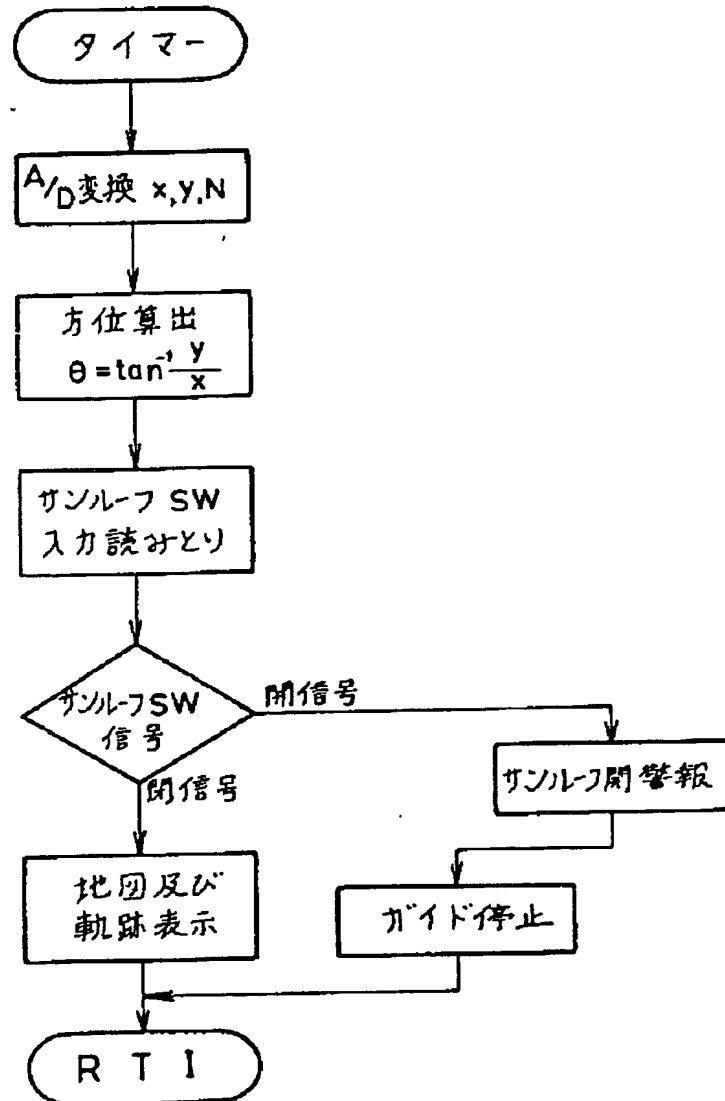 タイマー
A/D変換 x,y,N
方位算出
θ=tan⁻¹ y/x
サンルーフSW
入力読みとり
サンルーフSW
信号
開信号
閉信号
サンルーフ開警報
地図及び
軌跡表示
ガイド停止
RTI